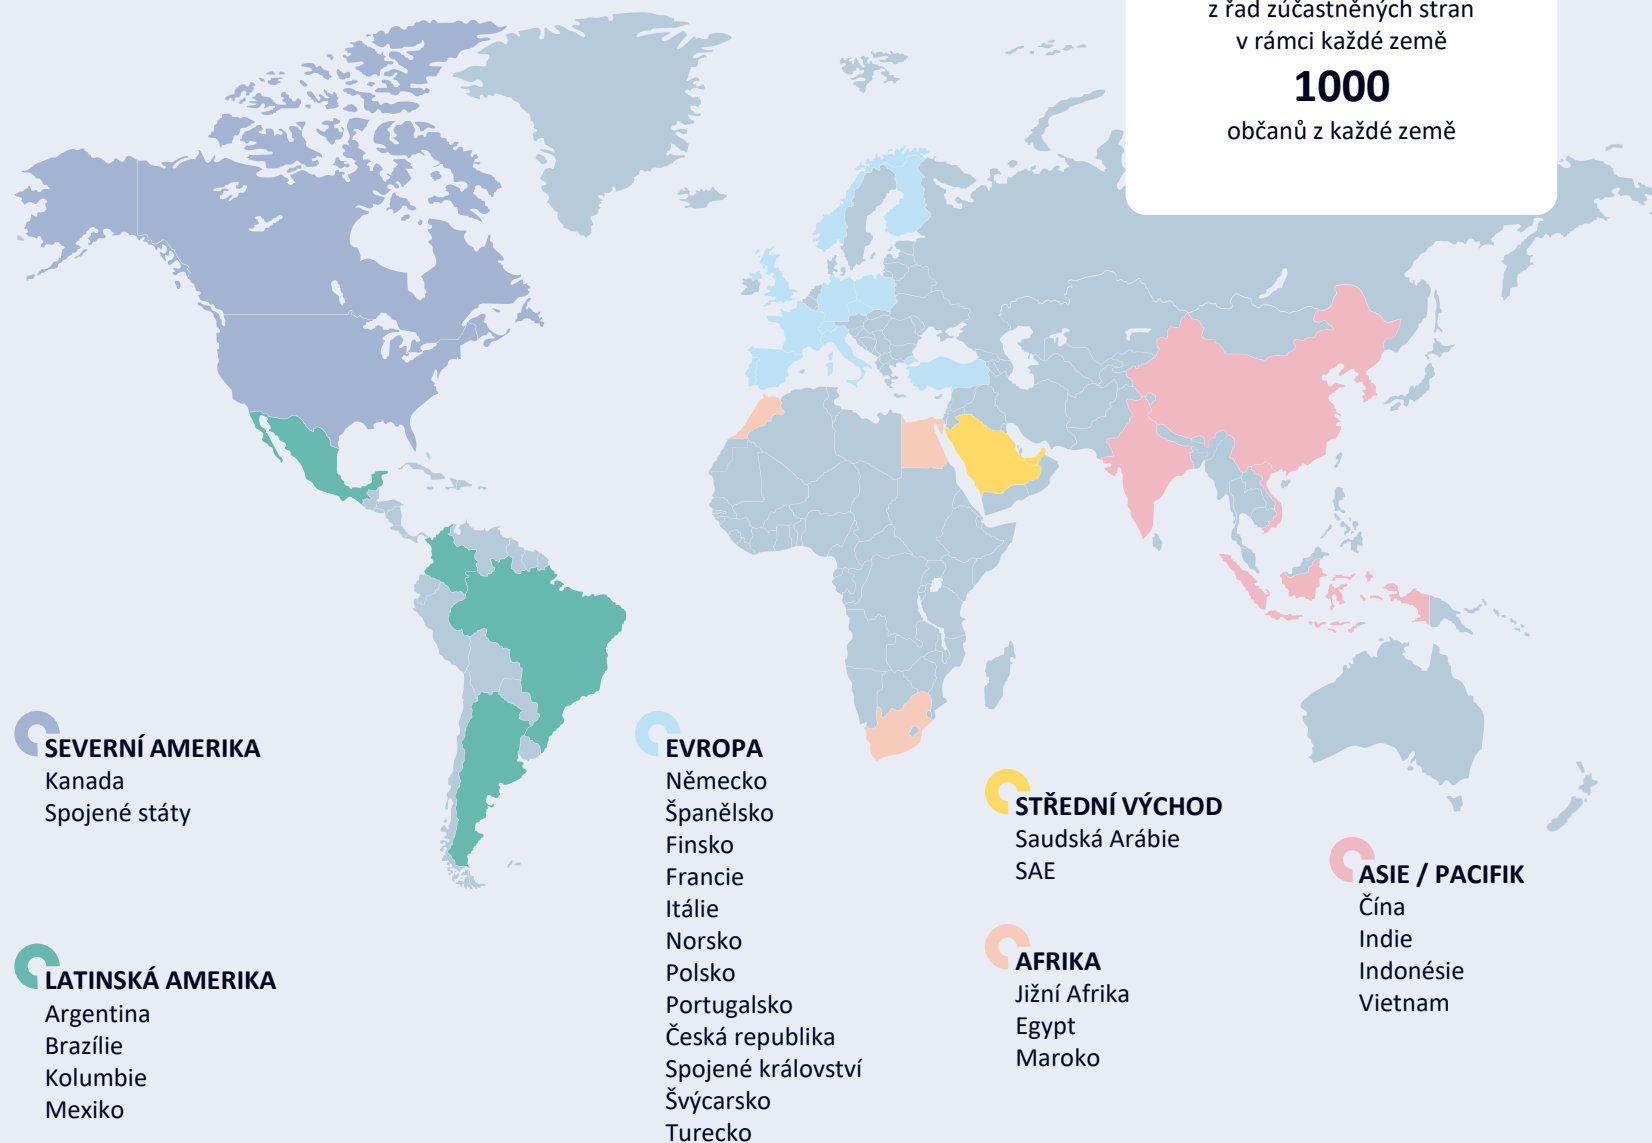 z řad zúčastněných stran
v rámci každé země
1000
občanů z každé země
SEVERNÍ AMERIKA
Kanada
Spojené státy
LATINSKÁ AMERIKA
Argentina
Brazílie
Kolumbie
Mexiko
EVROPA
Německo
Španělsko
Finsko
Francie
Itálie
Norsko
Polsko
Portugalsko
Česká republika
Spojené království
Švýcarsko
Turecko
STŘEDNÍ VÝCHOD
Saudská Arábie
SAE
AFRIKA
Jižní Afrika
Egypt
Maroko
ASIE / PACIFIK
Čína
Indie
Indonésie
Vietnam